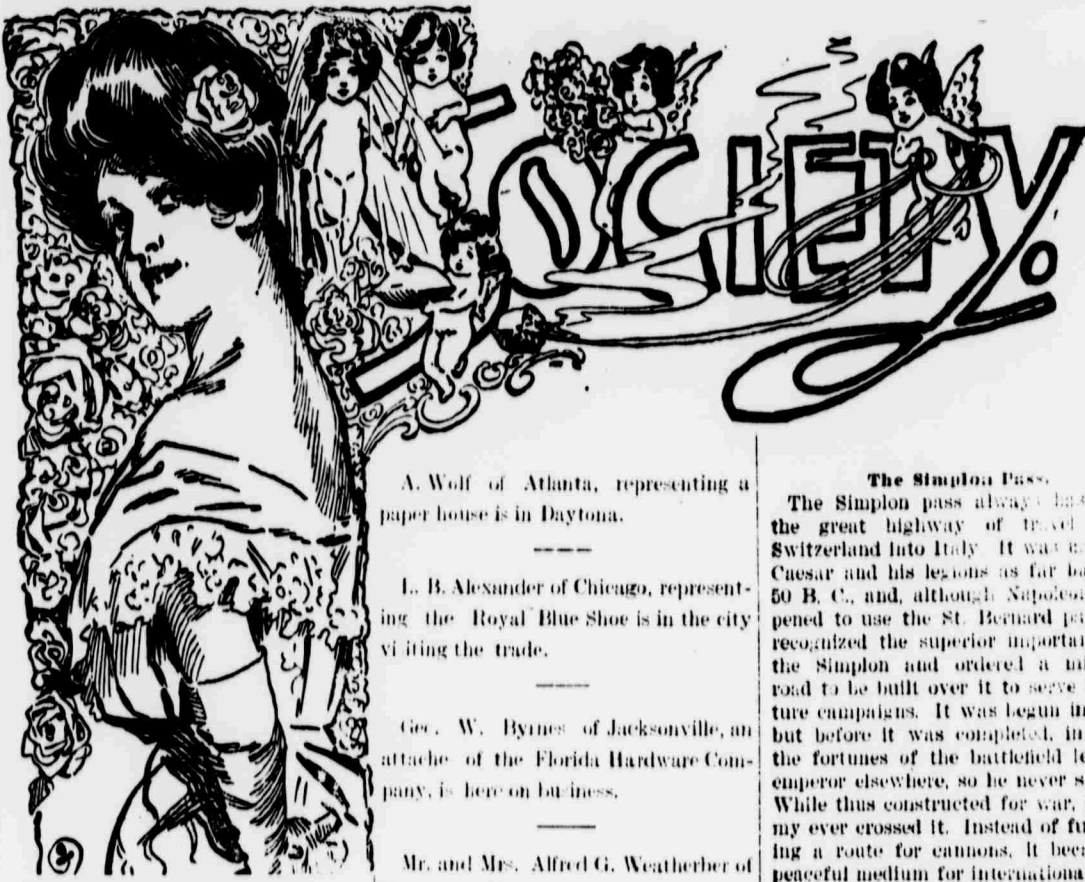 SOCIETY.
A. Wolf of Atlanta, representing a
paper house is in Daytona.
L. B. Alexander of Chicago, represent-
ing the Royal Blue Shoe is in the city
vi iting the trade.
Geo. W. Byrnes of Jacksonville, an
attache of the Florida Hardware Com-
pany, is here on business.
Mr. and Mrs. Alfred G. Weatherber of
The Simplon Pass.
The Simplon pass always has
the great highway of travel
Switzerland into Italy. It was
Caesar and his legions as far
50 B. C., and, although Napoleo
pened to use the St. Bernard
recognized the superior importa
the Simplon and ordered a
road to be built over it to serve
ture campaigns. It was begun in
but before it was completed, in
the fortunes of the battlefield
emperor elsewhere, so he never
While thus constructed for war,
my ever crossed it. Instead of
ing a route for cannons, it
peaceful medium for internationa